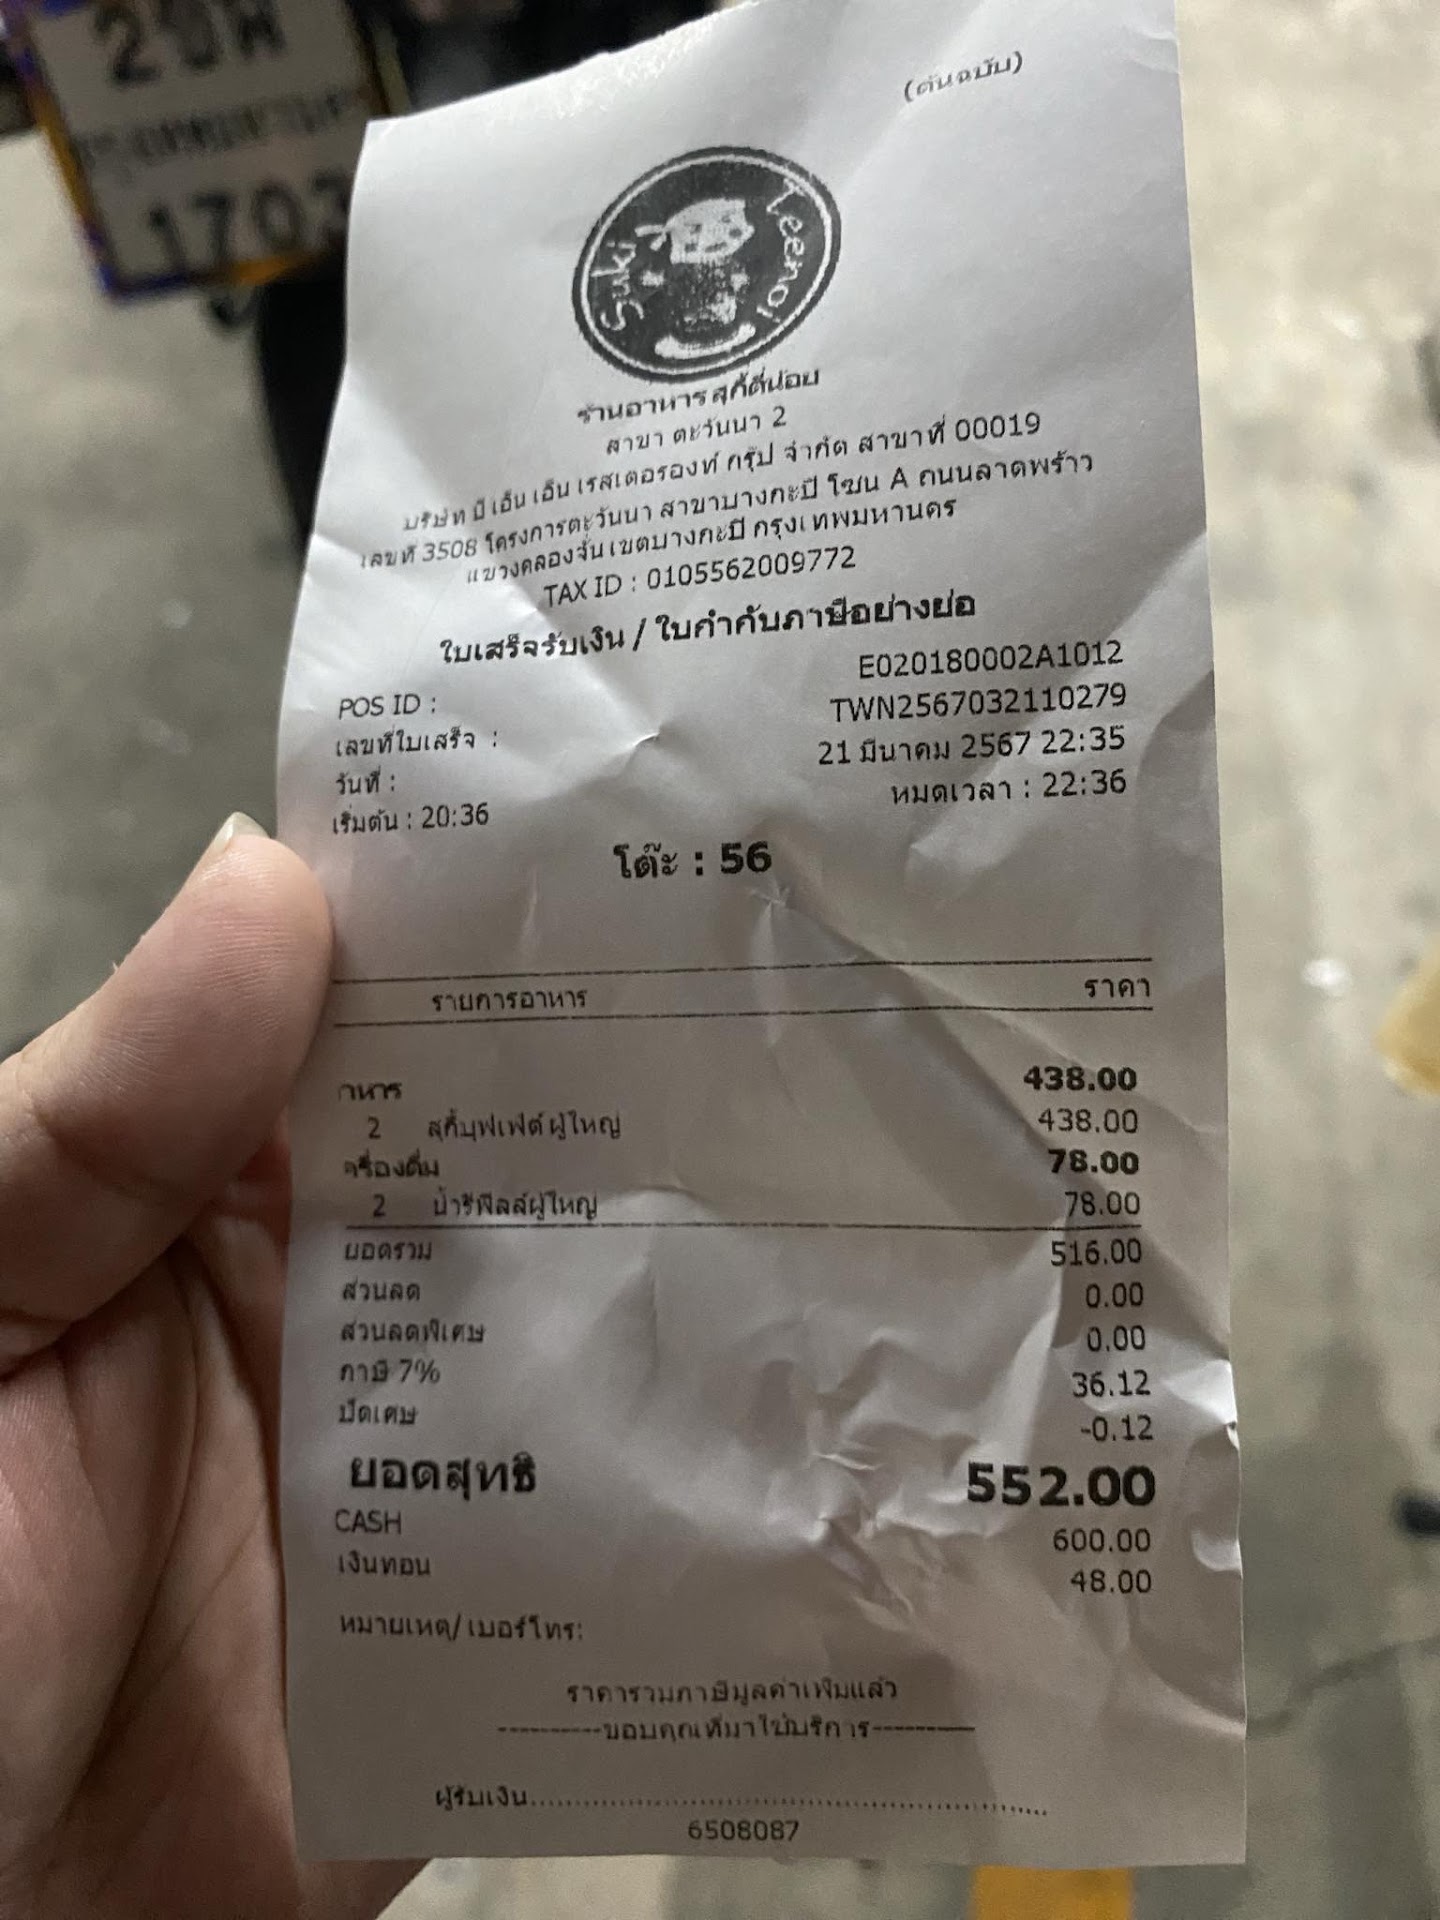 2
1703
(ต้นฉบับ)
Suki Teenoi
ร้านอาหารสุกี้ตี๋น้อย
สาขา ตะวันนา 2
บริษัท บี เอ็น เอ็น เรสเตอรองท์ กรุ๊ป จำกัด สาขาที่ 00019
เลขที่ 3508 โครงการตะวันนา สาขาบางกะปิ โซน A ถนนลาดพร้าว
แขวงคลองจั่น เขตบางกะปิ กรุงเทพมหานคร
TAX ID : 0105562009772
ใบเสร็จรับเงิน / ใบกำกับภาษีอย่างย่อ
POS ID : E020180002A1012
เลขที่ใบเสร็จ : TWN2567032110279
วันที่ : 21 มีนาคม 2567 22:35
เริ่มต้น : 20:36 หมดเวลา : 22:36
โต๊ะ : 56
รายการอาหาร ราคา
าหาร 438.00
2 สุกี้บุฟเฟ่ต์ ผู้ใหญ่ 438.00
ครื่องดื่ม 78.00
2 น้ำรีฟิลล์ผู้ใหญ่ 78.00
ยอดรวม 516.00
ส่วนลด 0.00
ส่วนลดพิเศษ 0.00
ภาษี 7% 36.12
ปัดเศษ -0.12
ยอดสุทธิ 552.00
CASH 600.00
เงินทอน 48.00
หมายเหตุ/เบอร์โทร:
ราคารวมภาษีมูลค่าเพิ่มแล้ว
----------ขอบคุณที่มาใช้บริการ----------
ผู้รับเงิน..........................................................
6508087